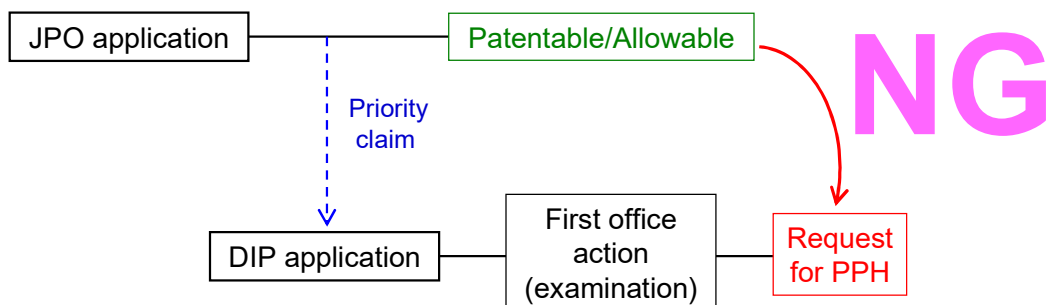 JPO application
Patentable/Allowable
NG
Priority
claim
DIP application
First office
action
(examination)
Request
for PPH